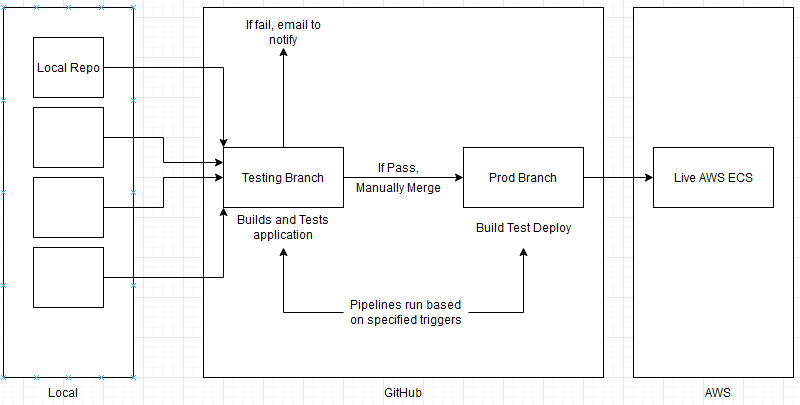 If fail, email to
notify
Local Repo
Testing Branch
If Pass,
Manually Merge
Prod Branch
Live AWS ECS
Builds and Tests
application
Build Test Deploy
Pipelines run based
on specified triggers
Local
GitHub
AWS